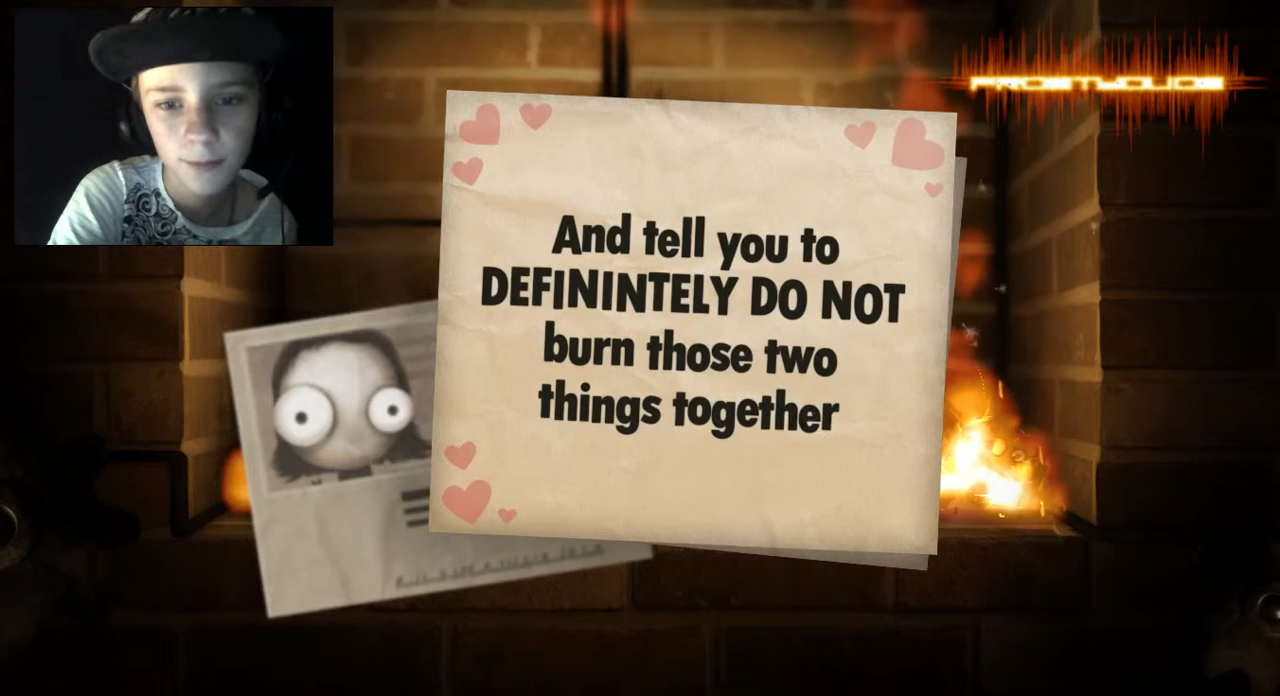 And tell you to
DEFININTELY DO NOT
burn those two
things together